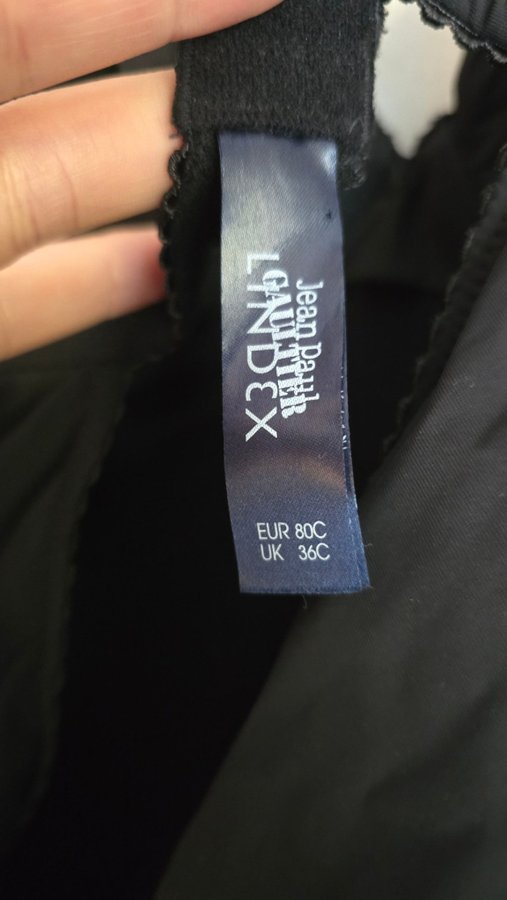 Jean Paul
GAULTIER
LINDEX
EUR 80C
UK 36C